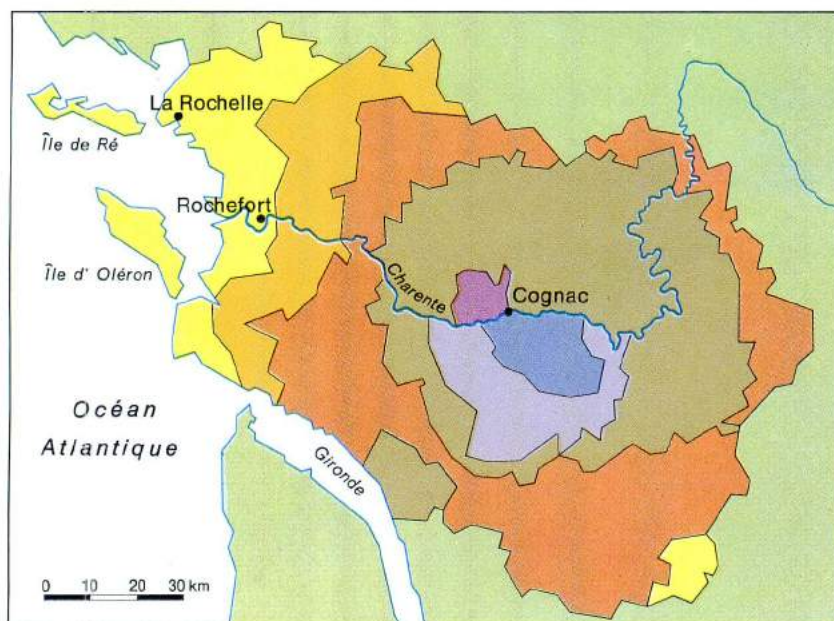 La Rochelle
Île de Ré
Rochefort
Île d' Oléron
Charente
Cognac
Océan
Atlantique
Gironde
0 10 20 30 km